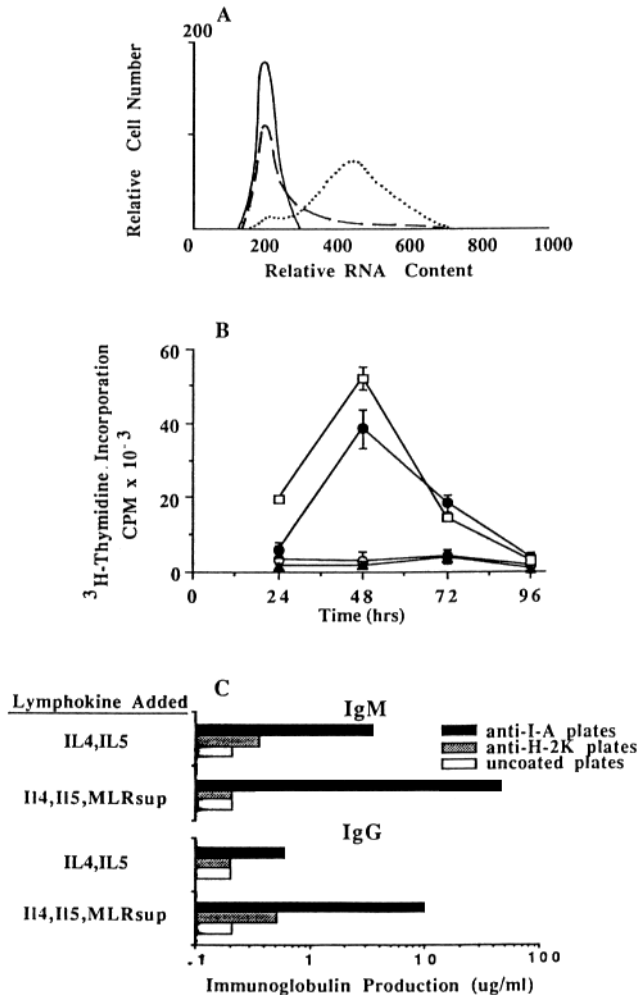 A
200
Relative Cell Number
0 200 400 600 800 1000
Relative RNA Content
B
60
40
20
0
³H-Thymidine.Incorporation
CPM x 10⁻³
0 24 48 72 96
Time (hrs)
C
Lymphokine Added
IgM
anti-I-A plates
anti-H-2K plates
uncoated plates
IL4,IL5
Il4,Il5,MLRsup
IgG
IL4,IL5
Il4,Il5,MLRsup
.1 1 10 100
Immunoglobulin Production (ug/ml)